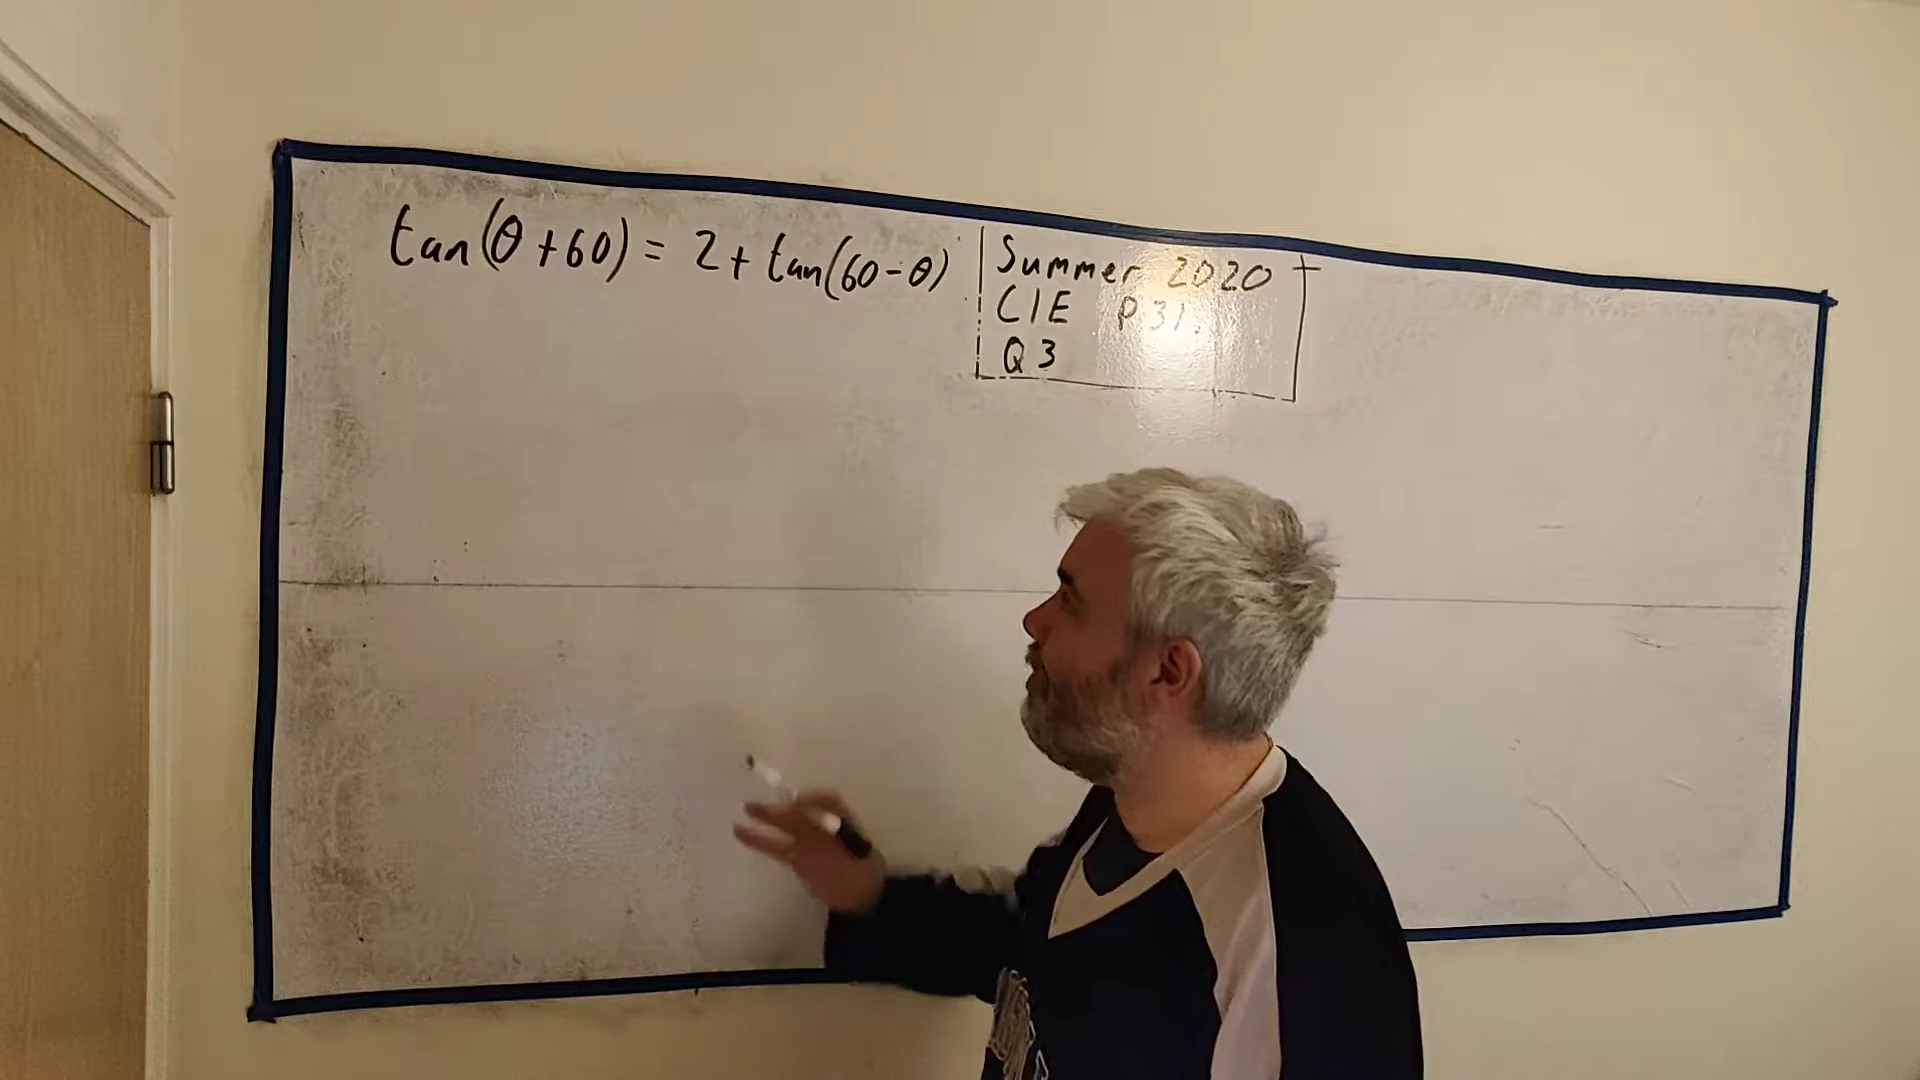 tan(θ+60) = 2 + tan(60-θ)
Summer 2020
CIE P31.
Q3